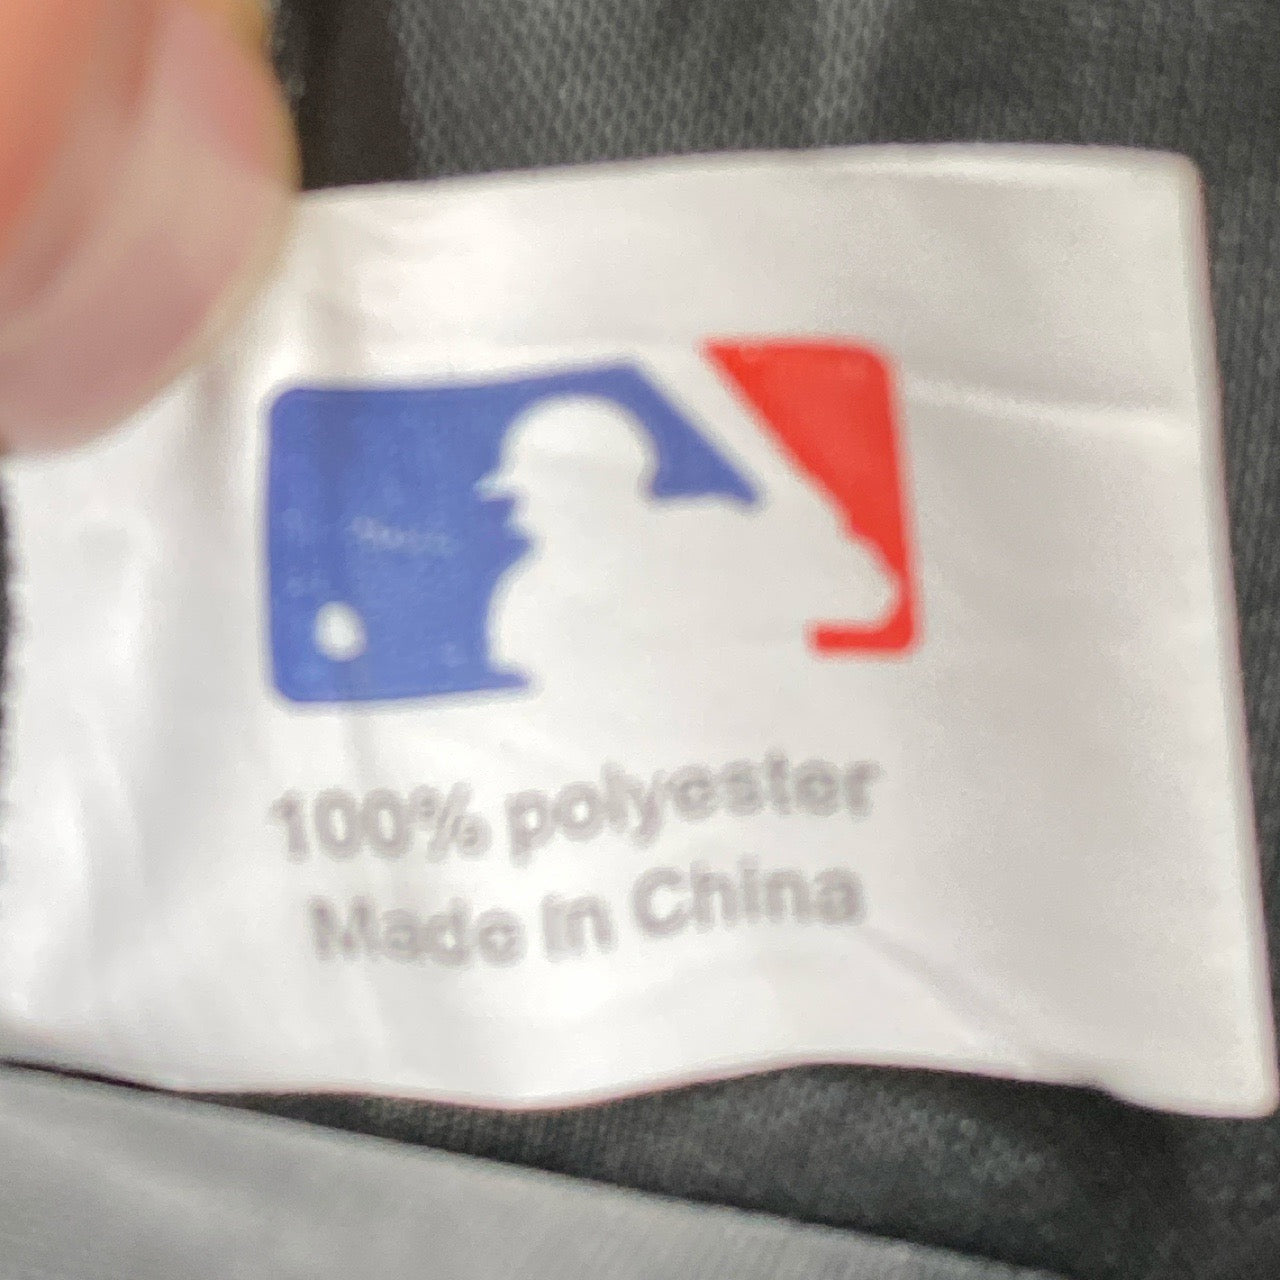 100% polyester
Made in China